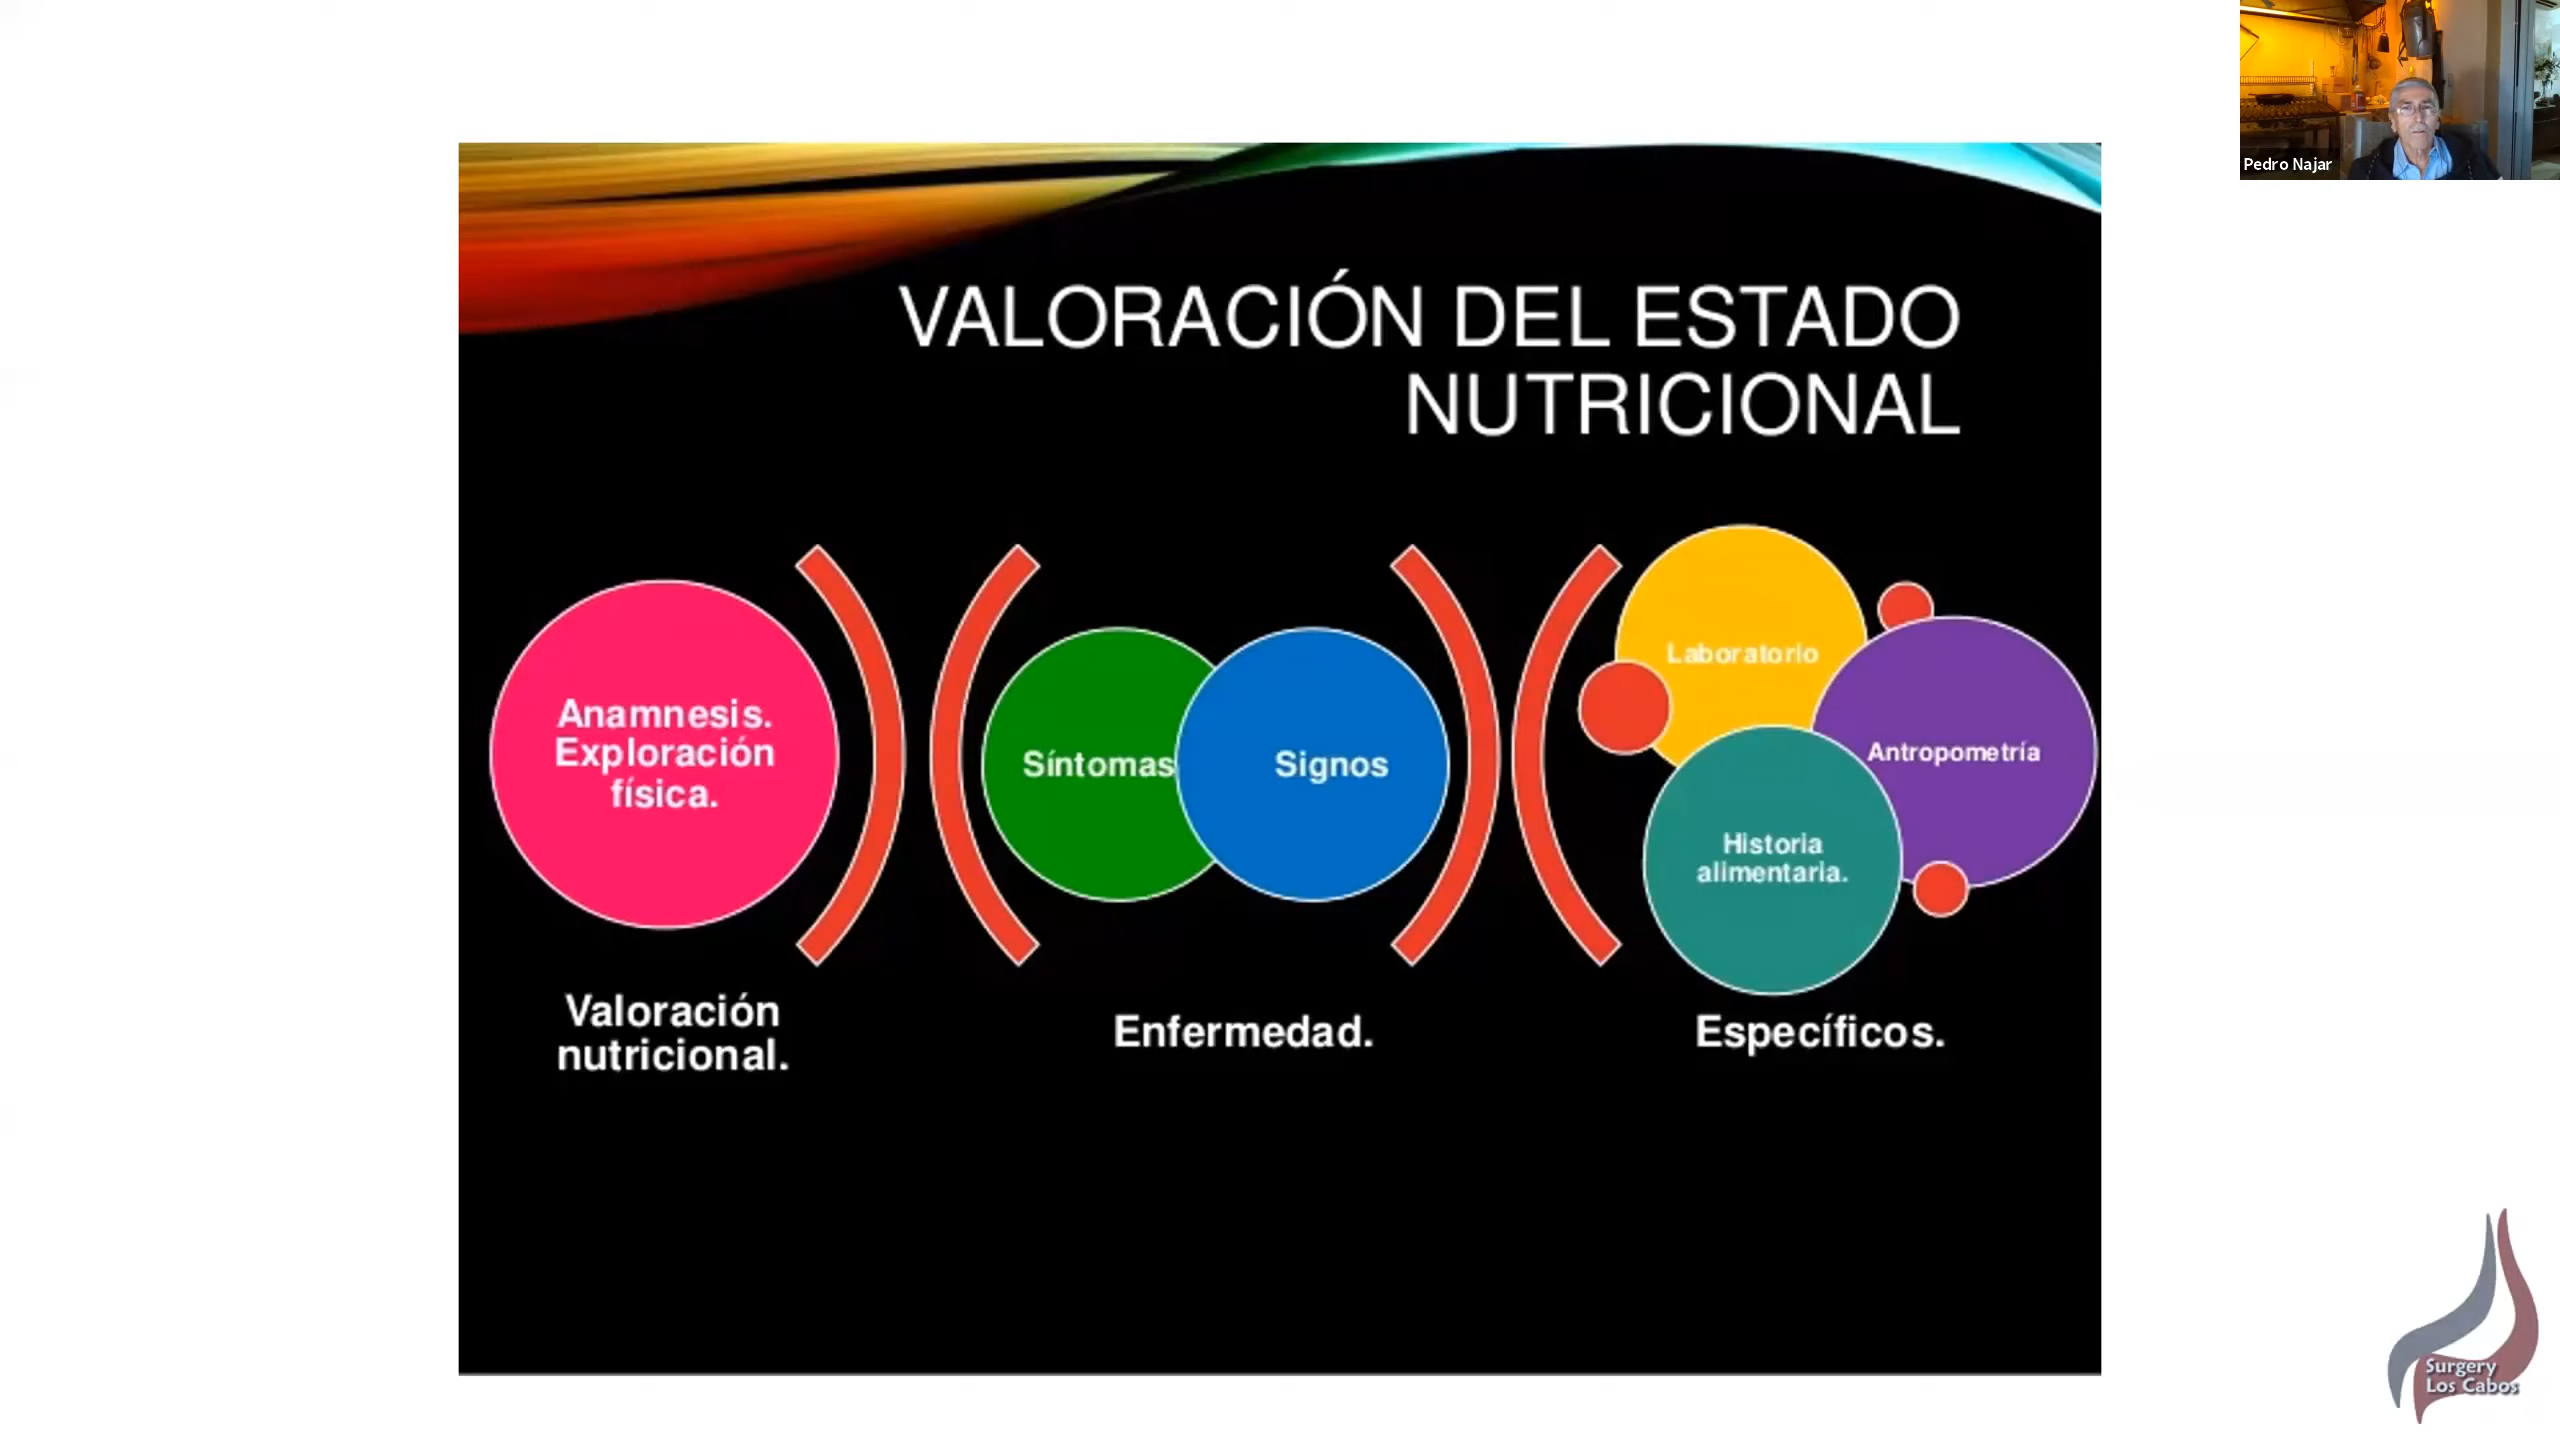 Pedro Najar
VALORACIÓN DEL ESTADO
NUTRICIONAL
Anamnesis.
Exploración
física.
Valoración
nutricional.
Síntomas
Signos
Enfermedad.
Laboratorio
Antropometría
Historia
alimentaria.
Específicos.
Surgery
Los Cabos